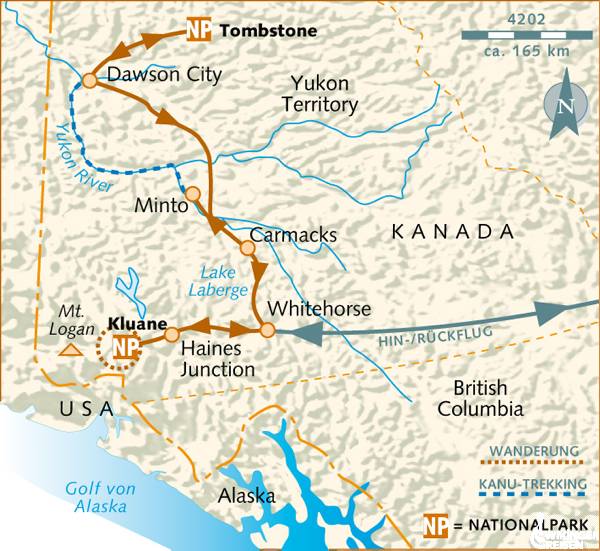 4202
ca. 165 km
N
NP Tombstone
Dawson City
Yukon
Territory
Yukon River
Minto
Carmacks
KANADA
Lake
Laberge
Whitehorse
Mt.
Logan
Kluane
NP
Haines
Junction
HIN-/RÜCKFLUG
USA
British
Columbia
WANDERUNG
KANU-TREKKING
Golf von
Alaska
Alaska
NP = NATIONALPARK